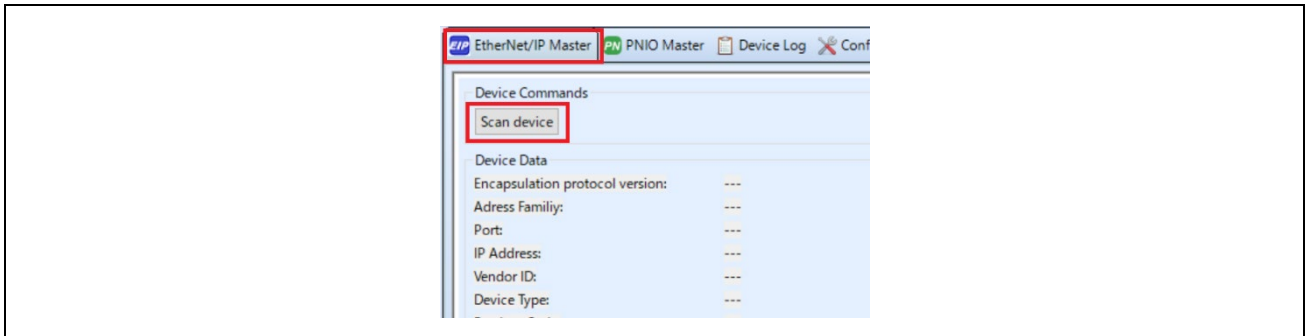 EIP EtherNet/IP Master PN PNIO Master Device Log Conf
Device Commands
Scan device
Device Data
Encapsulation protocol version: ---
Adress Familiy: ---
Port: ---
IP Address: ---
Vendor ID: ---
Device Type: ---